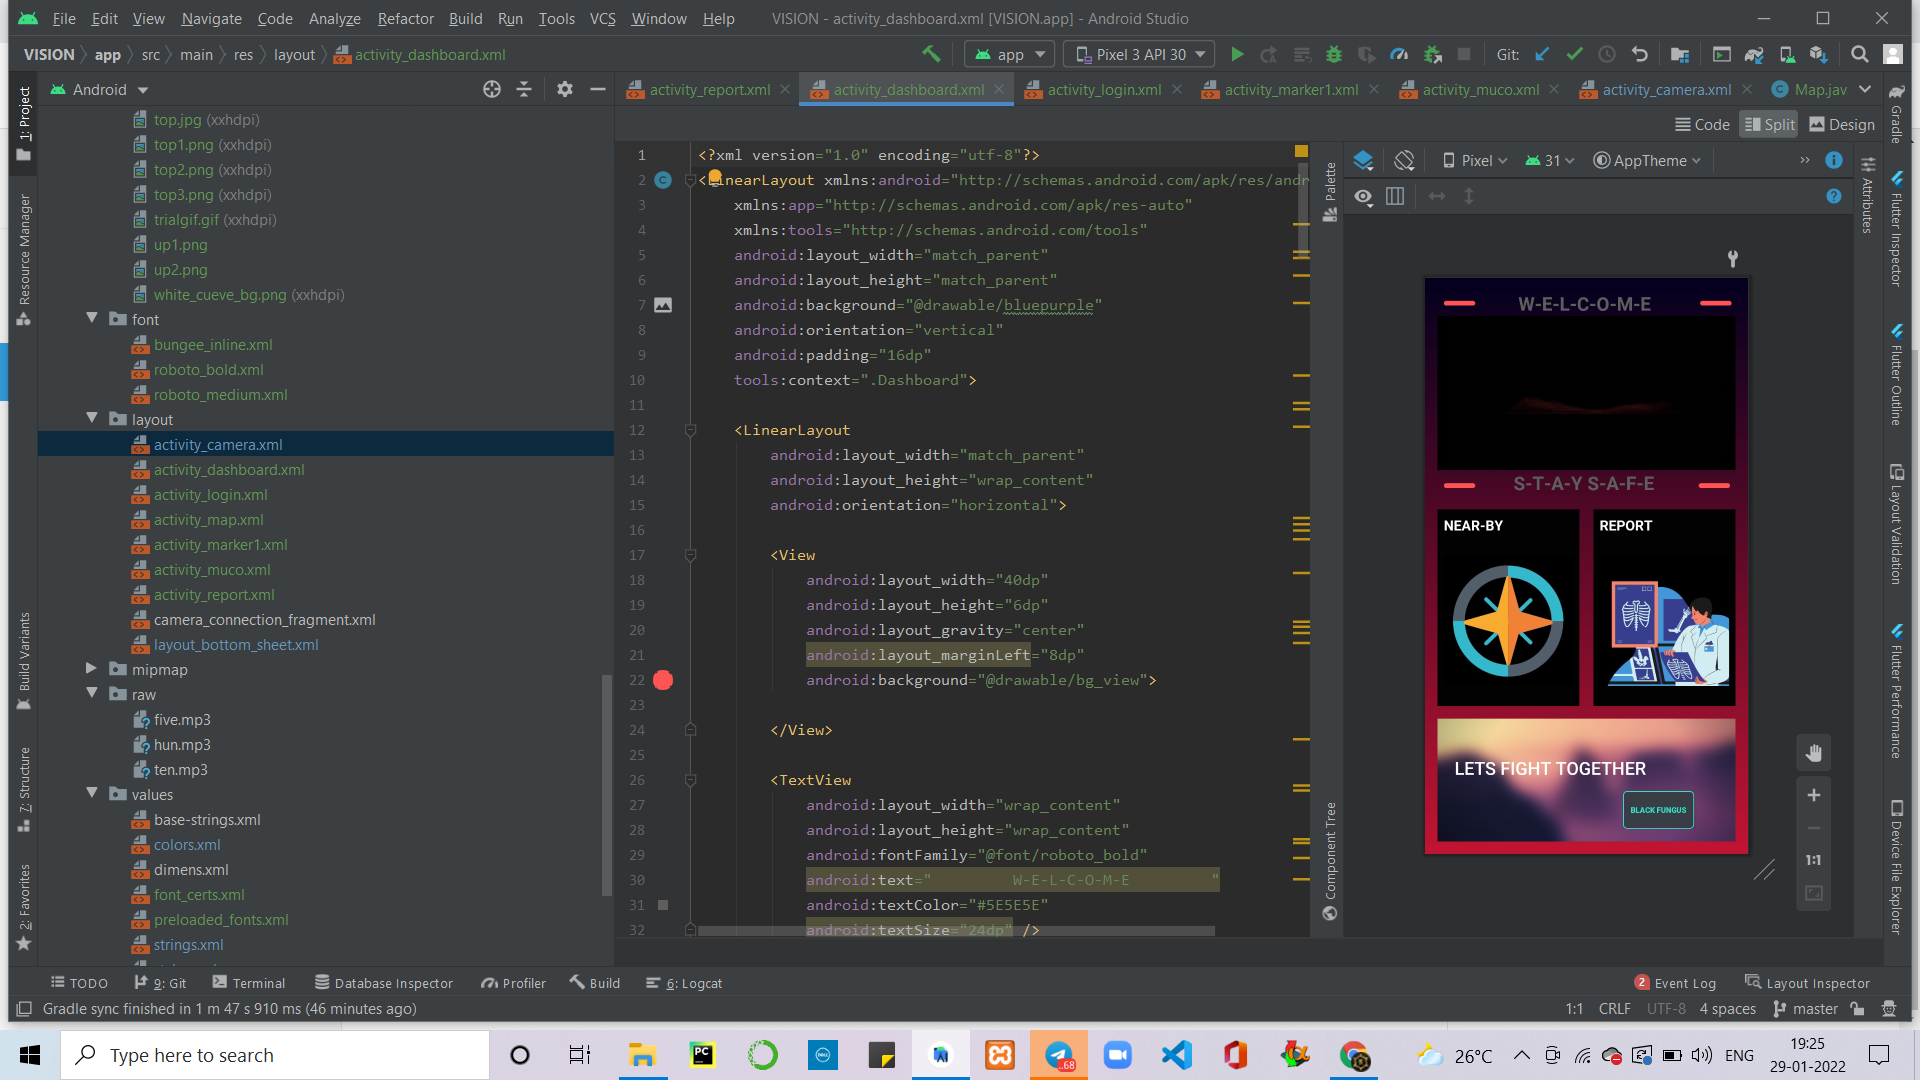 File Edit View Navigate Code Analyze Refactor Build Run Tools VCS Window Help VISION - activity_dashboard.xml [VISION.app] - Android Studio
VISION app src main res layout activity_dashboard.xml app Pixel 3 API 30 Git:
Android
activity_report.xml activity_dashboard.xml activity_login.xml activity_marker1.xml activity_muco.xml activity_camera.xml Map.jav
Code Split Design
1: Project
Resource Manager
Build Variants
7: Structure
2: Favorites
top.jpg (xxhdpi)
top1.png (xxhdpi)
top2.png (xxhdpi)
top3.png (xxhdpi)
trialgif.gif (xxhdpi)
up1.png
up2.png
white_cueve_bg.png (xxhdpi)
font
bungee_inline.xml
roboto_bold.xml
roboto_medium.xml
layout
activity_camera.xml
activity_dashboard.xml
activity_login.xml
activity_map.xml
activity_marker1.xml
activity_muco.xml
activity_report.xml
camera_connection_fragment.xml
layout_bottom_sheet.xml
mipmap
raw
five.mp3
hun.mp3
ten.mp3
values
base-strings.xml
colors.xml
dimens.xml
font_certs.xml
preloaded_fonts.xml
strings.xml
1 <?xml version="1.0" encoding="utf-8"?>
2 <LinearLayout xmlns:android="http://schemas.android.com/apk/res/andr
3 xmlns:app="http://schemas.android.com/apk/res-auto"
4 xmlns:tools="http://schemas.android.com/tools"
5 android:layout_width="match_parent"
6 android:layout_height="match_parent"
7 android:background="@drawable/bluepurple"
8 android:orientation="vertical"
9 android:padding="16dp"
10 tools:context=".Dashboard">
11
12 <LinearLayout
13 android:layout_width="match_parent"
14 android:layout_height="wrap_content"
15 android:orientation="horizontal">
16
17 <View
18 android:layout_width="40dp"
19 android:layout_height="6dp"
20 android:layout_gravity="center"
21 android:layout_marginLeft="8dp"
22 android:background="@drawable/bg_view">
23
24 </View>
25
26 <TextView
27 android:layout_width="wrap_content"
28 android:layout_height="wrap_content"
29 android:fontFamily="@font/roboto_bold"
30 android:text=" W-E-L-C-O-M-E "
31 android:textColor="#5E5E5E"
32 android:textSize="24dp" />
Palette
Component Tree
Pixel 31 AppTheme
W-E-L-C-O-M-E
S-T-A-Y S-A-F-E
NEAR-BY
REPORT
LETS FIGHT TOGETHER
BLACK FUNGUS
1:1
Attributes
Gradle
Flutter Inspector
Flutter Outline
Layout Validation
Flutter Performance
Device File Explorer
TODO 9: Git Terminal Database Inspector Profiler Build 6: Logcat 2 Event Log Layout Inspector
Gradle sync finished in 1 m 47 s 910 ms (46 minutes ago) 1:1 CRLF UTF-8 4 spaces master
Type here to search PC DELL ..68 26°C ENG 19:25
29-01-2022